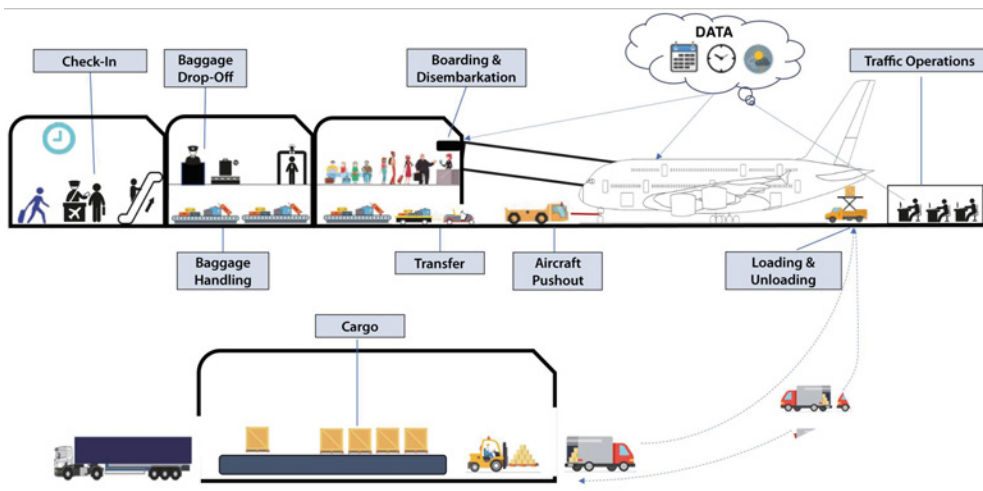 DATA
Check-In
Baggage
Drop-Off
Boarding &
Disembarkation
Traffic Operations
Baggage
Handling
Transfer
Aircraft
Pushout
Loading &
Unloading
Cargo